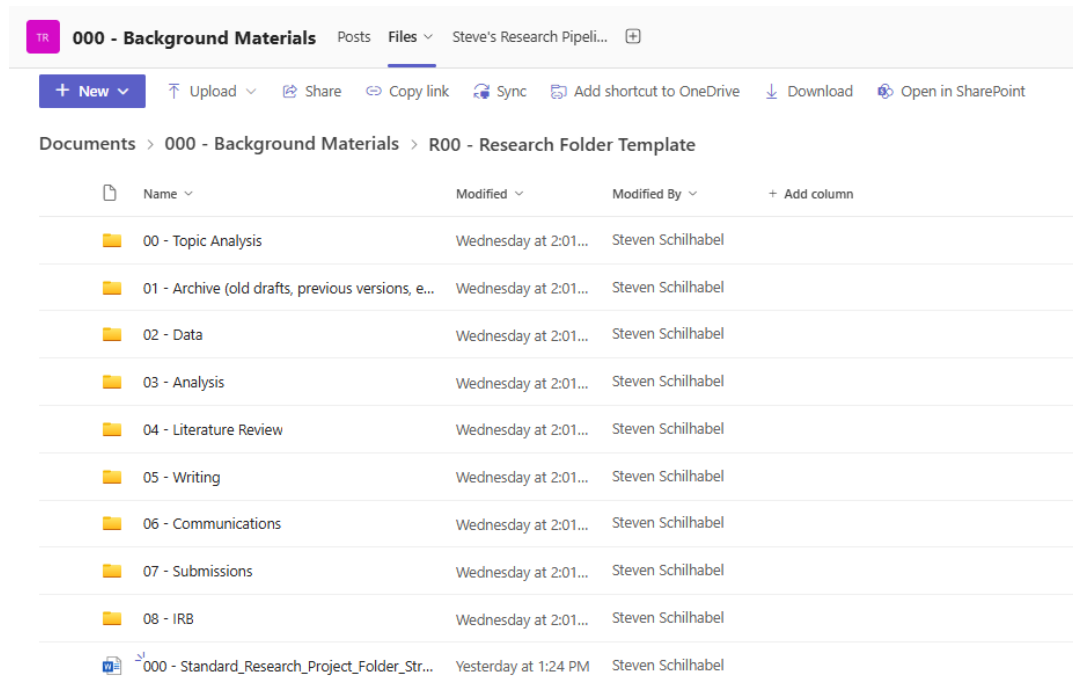 TR 000 - Background Materials Posts Files Steve's Research Pipeli...
+ New Upload Share Copy link Sync Add shortcut to OneDrive Download Open in SharePoint
Documents > 000 - Background Materials > R00 - Research Folder Template
Name Modified Modified By + Add column
00 - Topic Analysis Wednesday at 2:01... Steven Schilhabel
01 - Archive (old drafts, previous versions, e... Wednesday at 2:01... Steven Schilhabel
02 - Data Wednesday at 2:01... Steven Schilhabel
03 - Analysis Wednesday at 2:01... Steven Schilhabel
04 - Literature Review Wednesday at 2:01... Steven Schilhabel
05 - Writing Wednesday at 2:01... Steven Schilhabel
06 - Communications Wednesday at 2:01... Steven Schilhabel
07 - Submissions Wednesday at 2:01... Steven Schilhabel
08 - IRB Wednesday at 2:01... Steven Schilhabel
000 - Standard_Research_Project_Folder_Str... Yesterday at 1:24 PM Steven Schilhabel